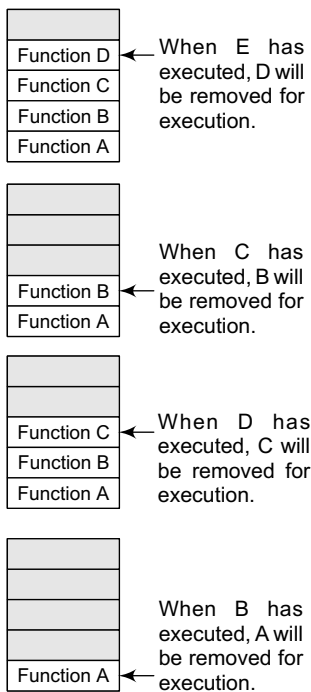 Function D
Function C
Function B
Function A
When E has
executed, D will
be removed for
execution.
Function B
Function A
When C has
executed, B will
be removed for
execution.
Function C
Function B
Function A
When D has
executed, C will
be removed for
execution.
Function A
When B has
executed, A will
be removed for
execution.